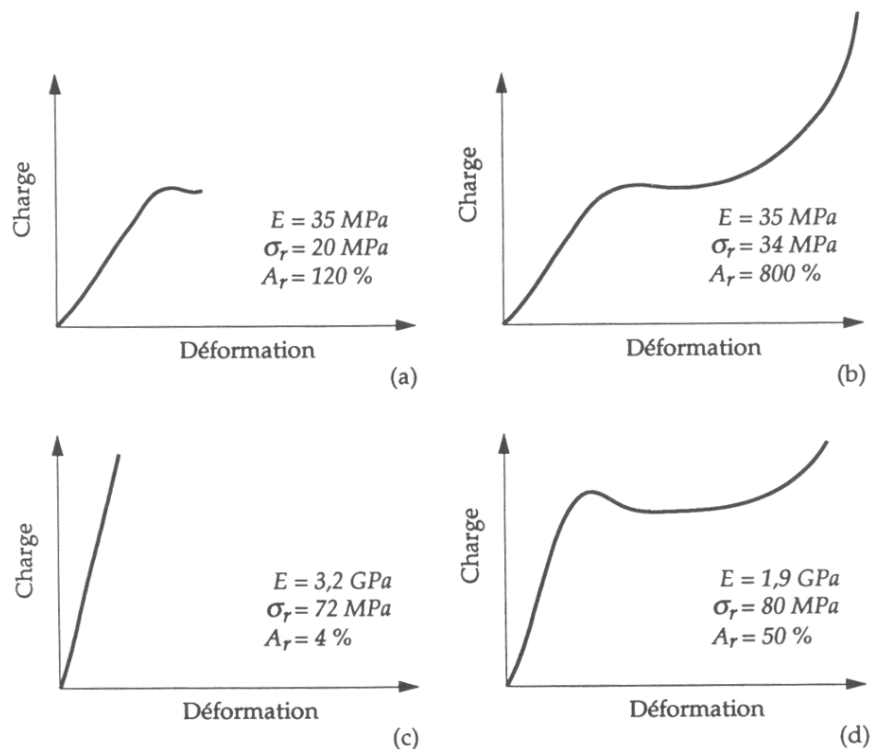 Charge
E = 35 MPa
σr = 20 MPa
Ar = 120 %
Déformation
(a)
Charge
E = 35 MPa
σr = 34 MPa
Ar = 800 %
Déformation
(b)
Charge
E = 3,2 GPa
σr = 72 MPa
Ar = 4 %
Déformation
(c)
Charge
E = 1,9 GPa
σr = 80 MPa
Ar = 50 %
Déformation
(d)